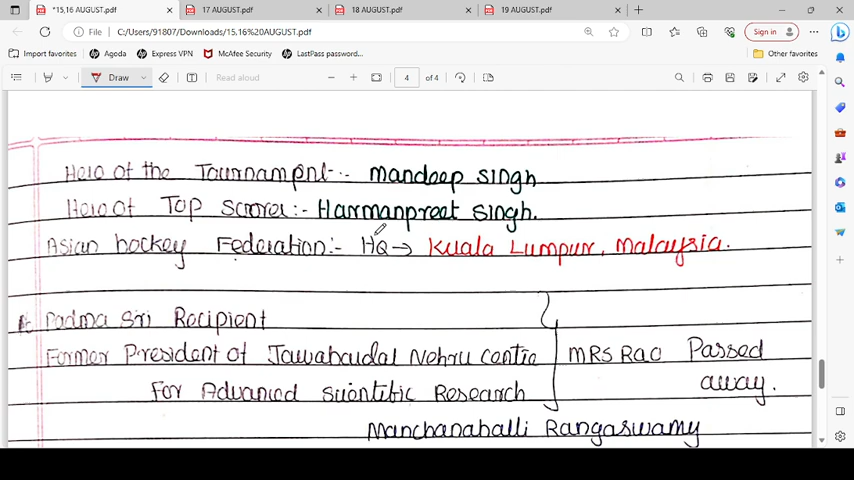 *15,16 AUGUST.pdf
17 AUGUST.pdf
18 AUGUST.pdf
19 AUGUST.pdf
File
C:/Users/91807/Downloads/15.16%20AUGUST.pdf
Sign in
Import favorites
Agoda
Express VPN
McAfee Security
LastPass password...
Other favorites
Draw
Read aloud
4
of 4
Hero of the Tournament:- Mandeep Singh
Hero of Top Scorer:- Harmanpreet Singh.
Asian hockey Federation:- HQ→ Kuala Lumpur, Malaysia.
Padma Sri Recipient
Former President of Jawaharlal Nehru Centre
For Advanced Scientific Research
MRS Rao Passed
away.
Manchanahalli Rangaswamy